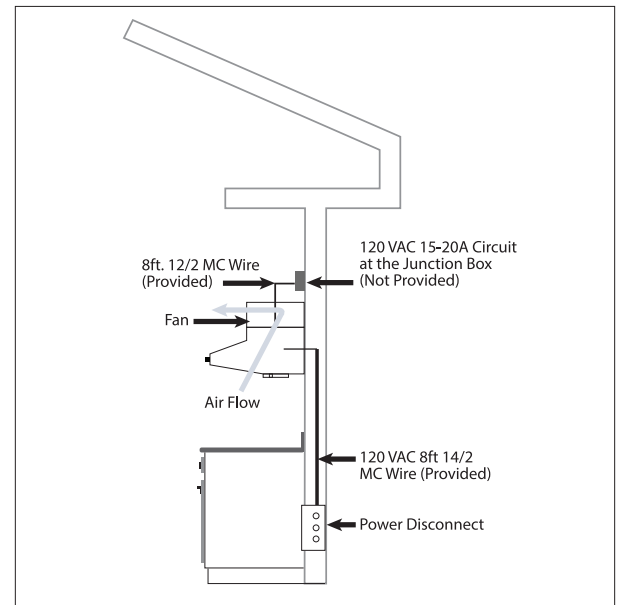 8ft. 12/2 MC Wire
(Provided)
120 VAC 15-20A Circuit
at the Junction Box
(Not Provided)
Fan
Air Flow
120 VAC 8ft 14/2
MC Wire (Provided)
Power Disconnect